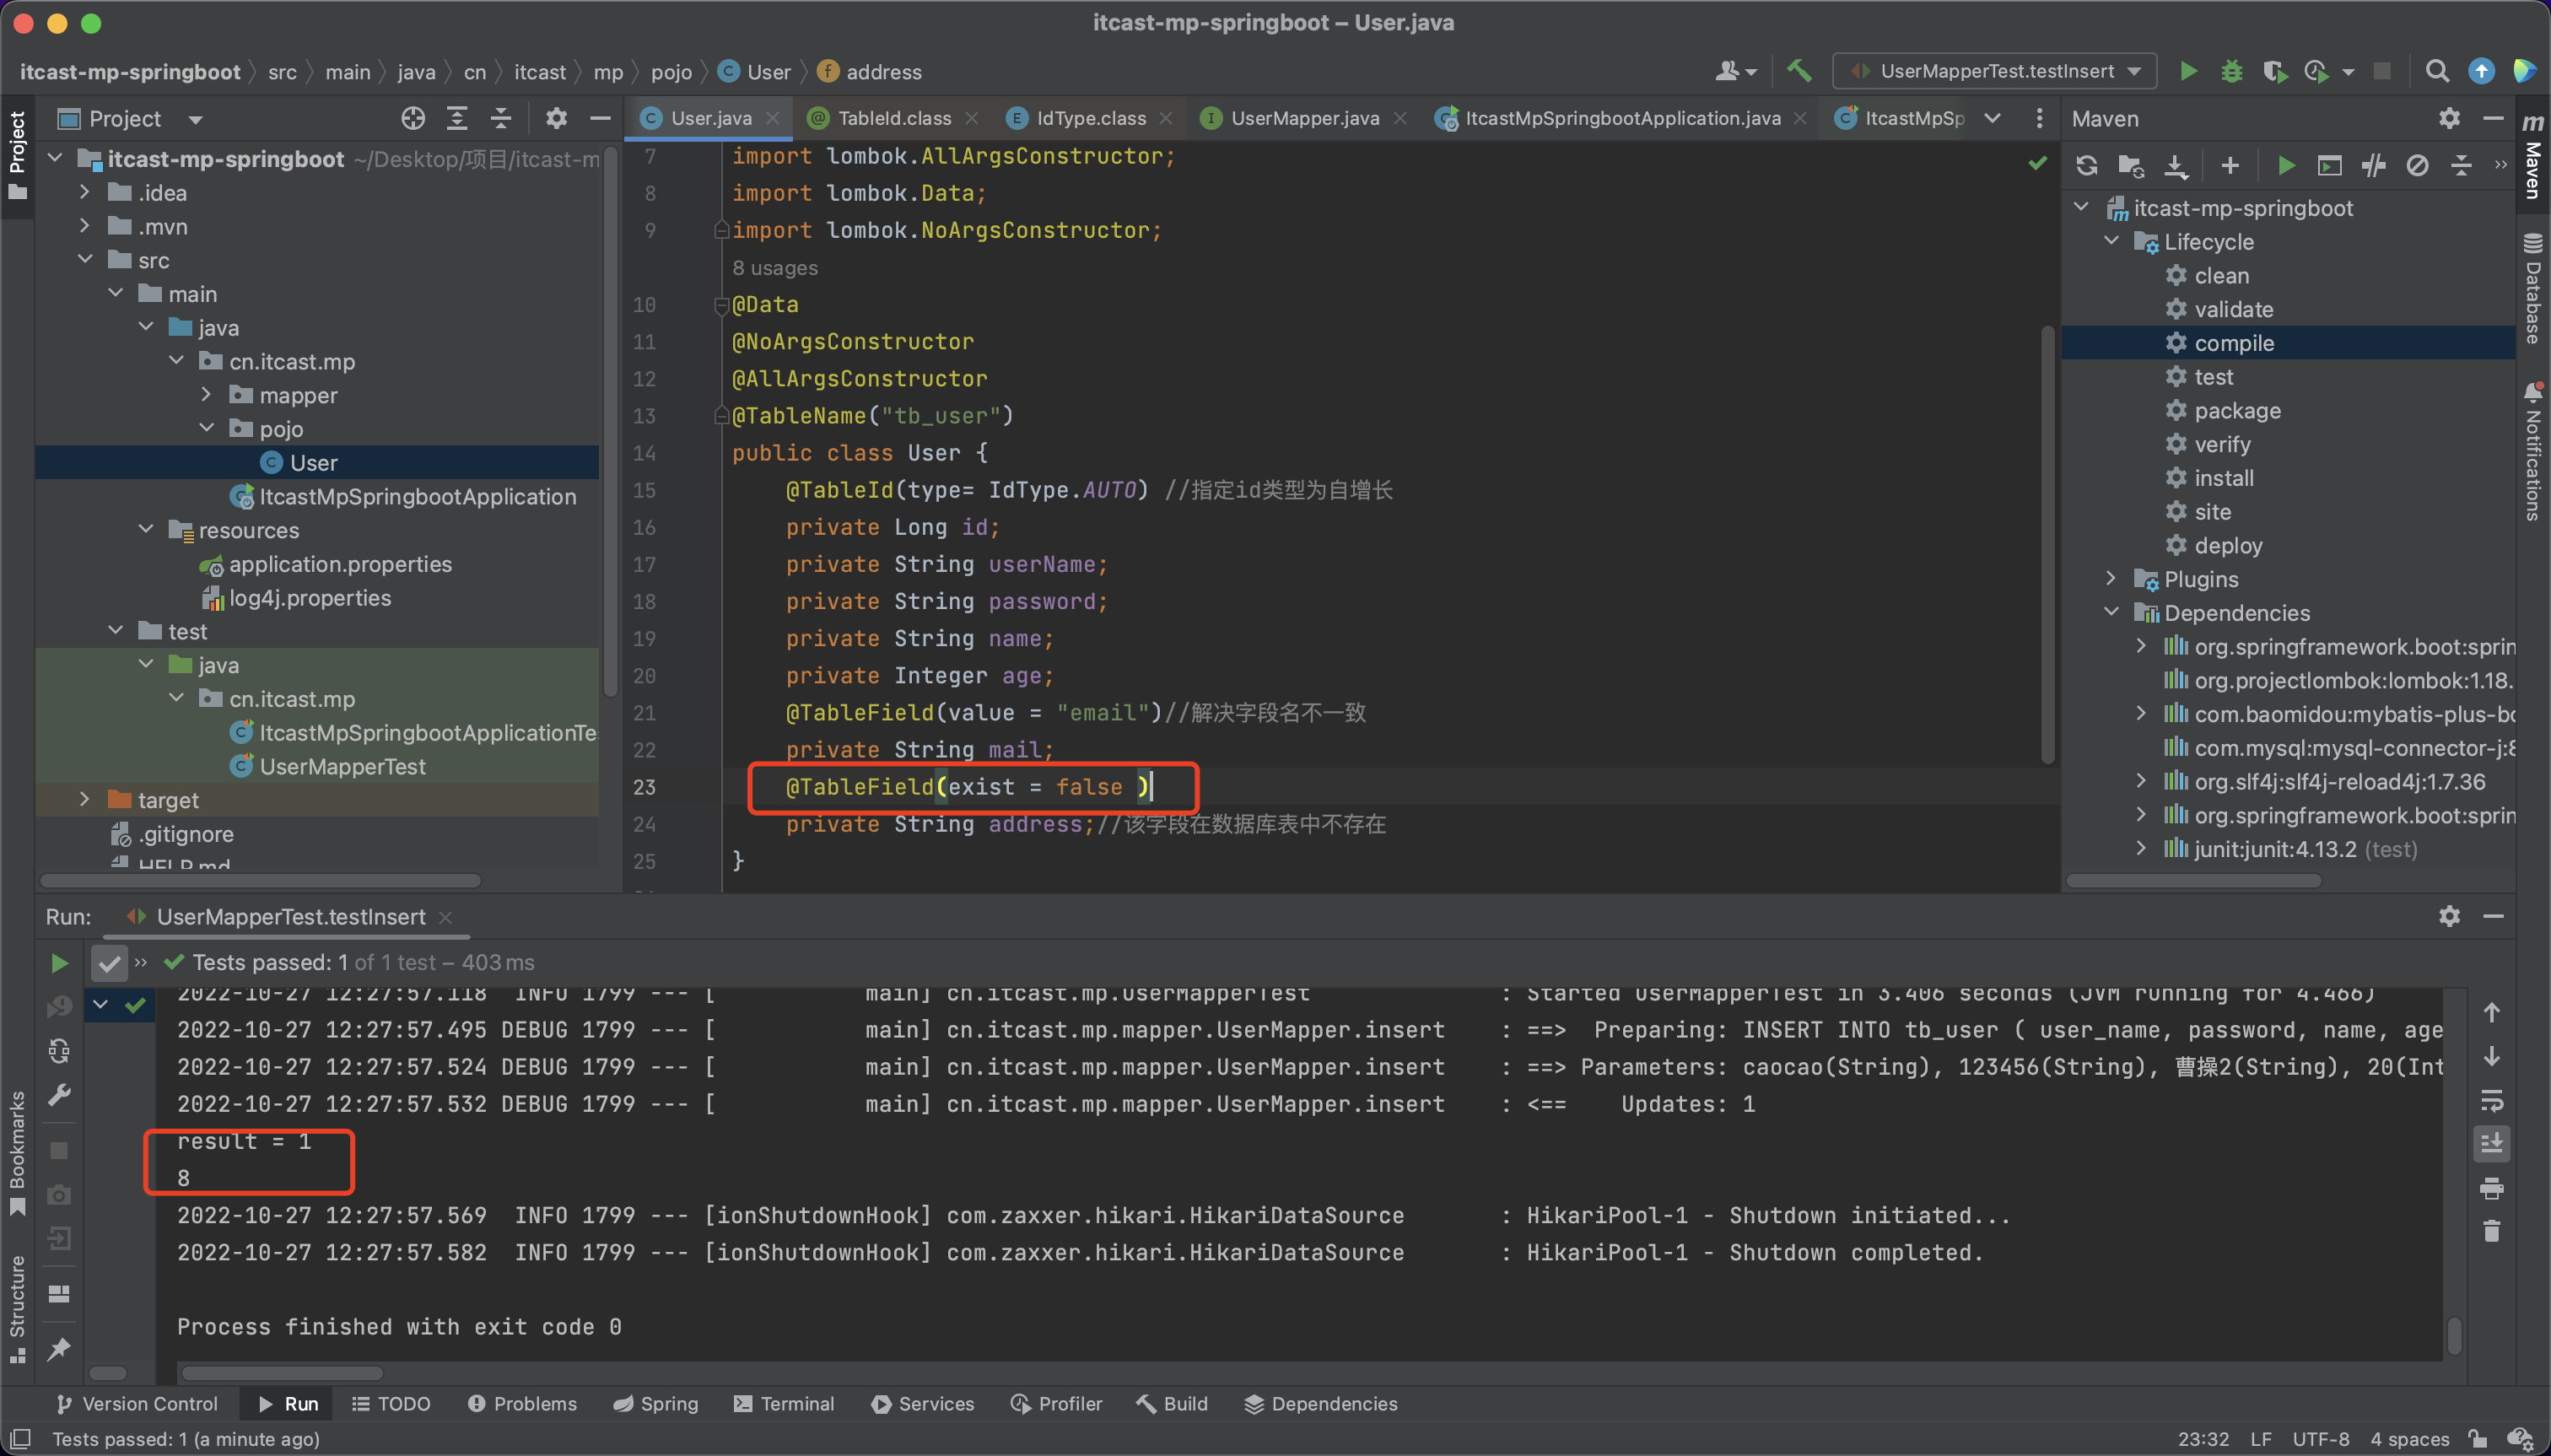 itcast-mp-springboot – User.java
itcast-mp-springboot src main java cn itcast mp pojo User address
UserMapperTest.testInsert
Project
User.java TableId.class IdType.class UserMapper.java ItcastMpSpringbootApplication.java ItcastMpSp
Maven
Project
itcast-mp-springboot ~/Desktop/项目/itcast-m
.idea
.mvn
src
main
java
cn.itcast.mp
mapper
pojo
User
ItcastMpSpringbootApplication
resources
application.properties
log4j.properties
test
java
cn.itcast.mp
ItcastMpSpringbootApplicationTe
UserMapperTest
target
.gitignore
HELP.md
7 import lombok.AllArgsConstructor;
8 import lombok.Data;
9 import lombok.NoArgsConstructor;
8 usages
10 @Data
11 @NoArgsConstructor
12 @AllArgsConstructor
13 @TableName("tb_user")
14 public class User {
15 @TableId(type= IdType.AUTO) //指定id类型为自增长
16 private Long id;
17 private String userName;
18 private String password;
19 private String name;
20 private Integer age;
21 @TableField(value = "email")//解决字段名不一致
22 private String mail;
23 @TableField(exist = false )
24 private String address;//该字段在数据库表中不存在
25 }
itcast-mp-springboot
Lifecycle
clean
validate
compile
test
package
verify
install
site
deploy
Plugins
Dependencies
org.springframework.boot:sprin
org.projectlombok:lombok:1.18.
com.baomidou:mybatis-plus-bo
com.mysql:mysql-connector-j:8
org.slf4j:slf4j-reload4j:1.7.36
org.springframework.boot:sprin
junit:junit:4.13.2 (test)
Maven
Database
Notifications
Run: UserMapperTest.testInsert
Tests passed: 1 of 1 test – 403 ms
2022-10-27 12:27:57.118 INFO 1799 --- [ main] cn.itcast.mp.UserMapperTest : Started UserMapperTest in 3.406 seconds (JVM running for 4.466)
2022-10-27 12:27:57.495 DEBUG 1799 --- [ main] cn.itcast.mp.mapper.UserMapper.insert : ==> Preparing: INSERT INTO tb_user ( user_name, password, name, age
2022-10-27 12:27:57.524 DEBUG 1799 --- [ main] cn.itcast.mp.mapper.UserMapper.insert : ==> Parameters: caocao(String), 123456(String), 曹操2(String), 20(Int
2022-10-27 12:27:57.532 DEBUG 1799 --- [ main] cn.itcast.mp.mapper.UserMapper.insert : <== Updates: 1
result = 1
8
2022-10-27 12:27:57.569 INFO 1799 --- [ionShutdownHook] com.zaxxer.hikari.HikariDataSource : HikariPool-1 - Shutdown initiated...
2022-10-27 12:27:57.582 INFO 1799 --- [ionShutdownHook] com.zaxxer.hikari.HikariDataSource : HikariPool-1 - Shutdown completed.
Process finished with exit code 0
Bookmarks
Structure
Version Control Run TODO Problems Spring Terminal Services Profiler Build Dependencies
Tests passed: 1 (a minute ago)
23:32 LF UTF-8 4 spaces